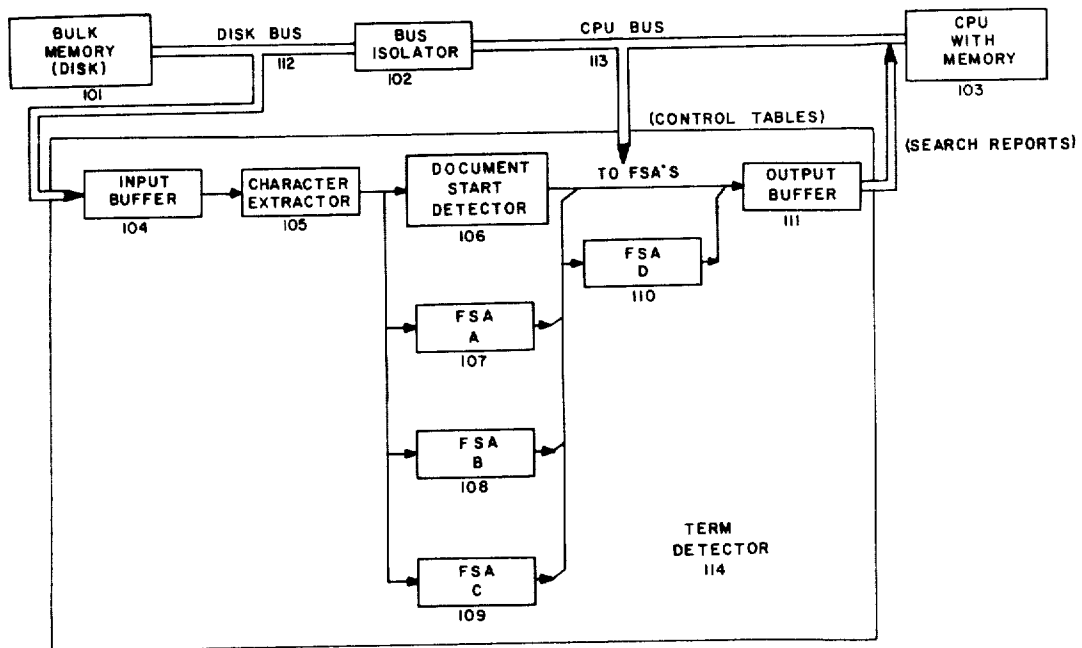 BULK
MEMORY
(DISK)
101
DISK BUS
112
BUS
ISOLATOR
102
CPU BUS
113
CPU
WITH
MEMORY
103
(CONTROL TABLES)
(SEARCH REPORTS)
INPUT
BUFFER
104
CHARACTER
EXTRACTOR
105
DOCUMENT
START
DETECTOR
106
TO FSA'S
OUTPUT
BUFFER
111
FSA
D
110
FSA
A
107
FSA
B
108
FSA
C
109
TERM
DETECTOR
114